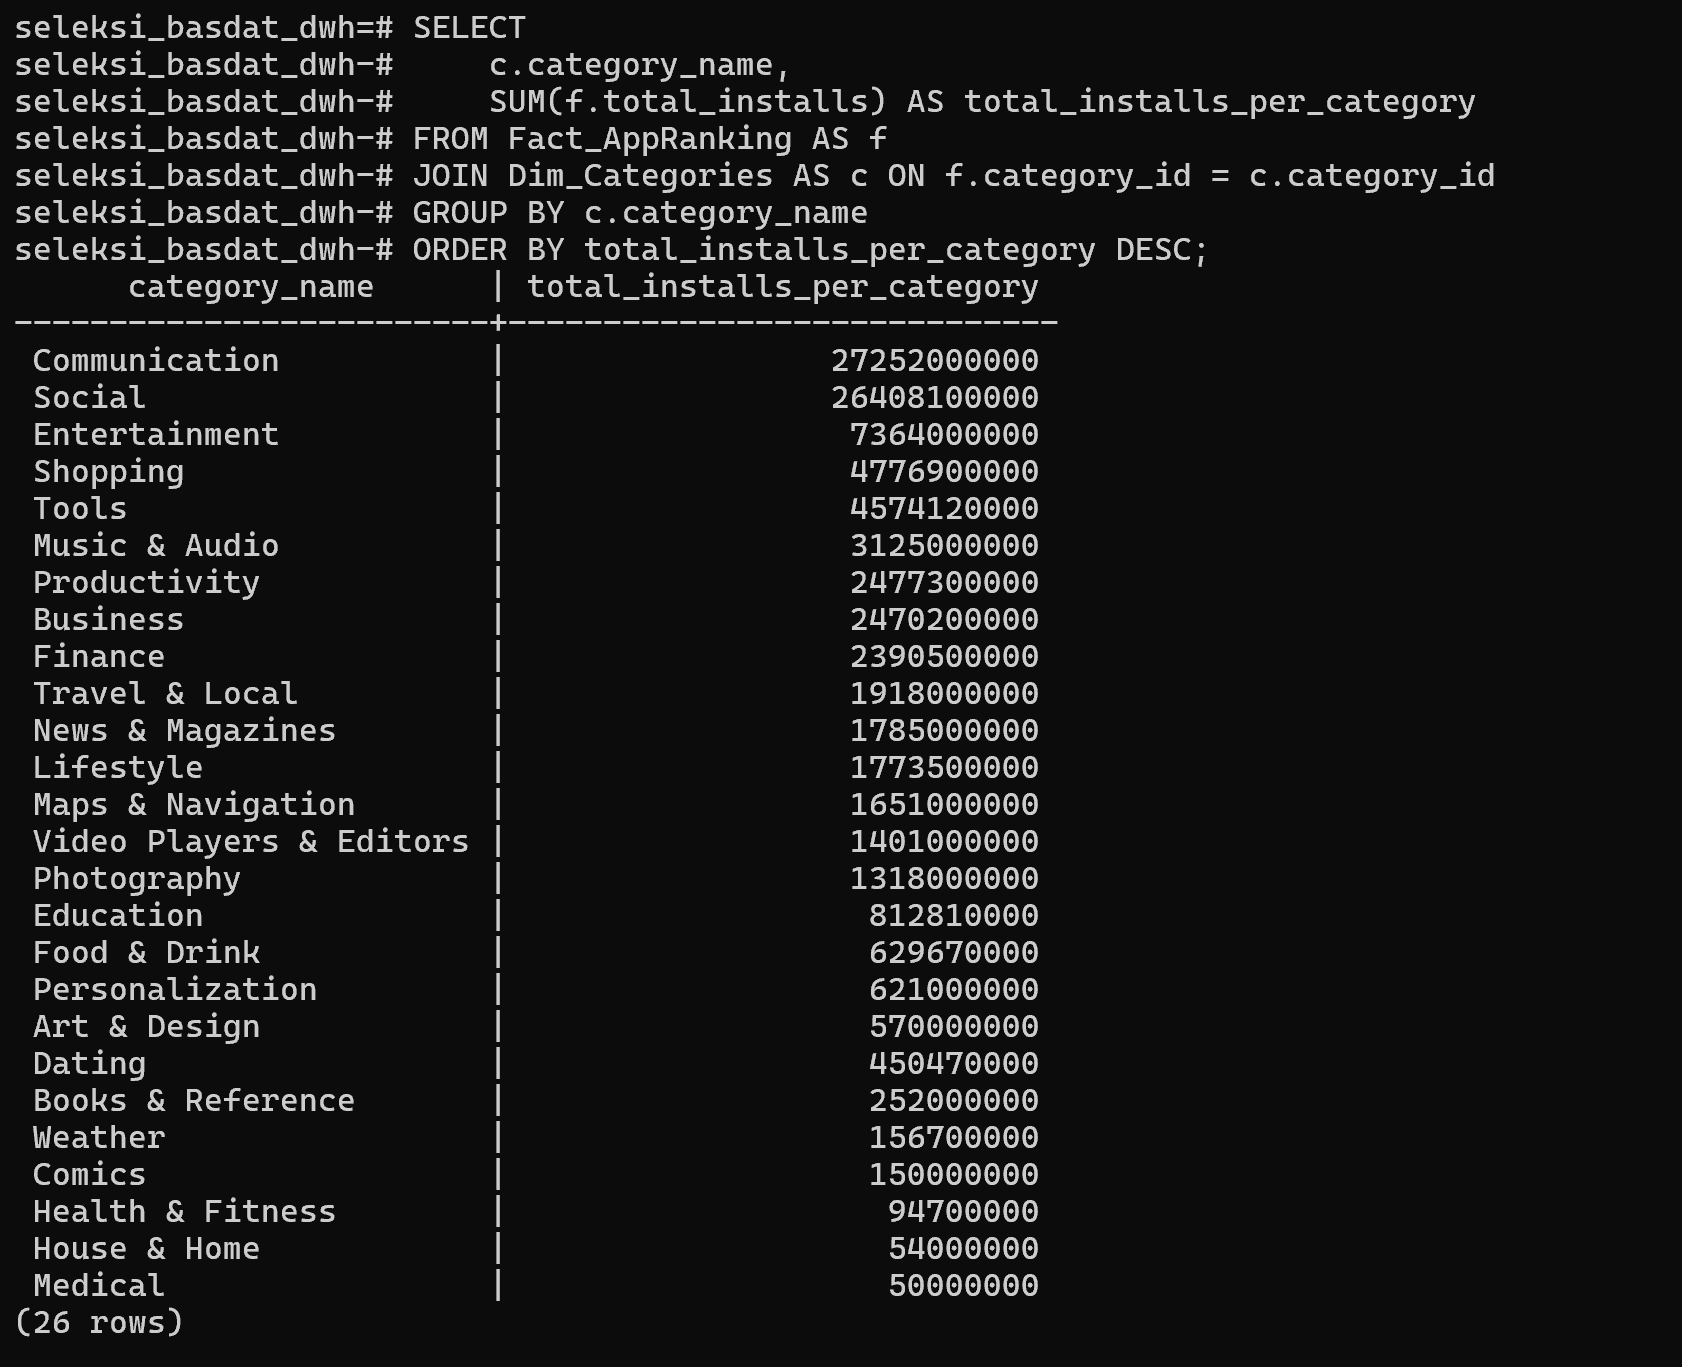 seleksi_basdat_dwh=# SELECT
seleksi_basdat_dwh-#     c.category_name,
seleksi_basdat_dwh-#     SUM(f.total_installs) AS total_installs_per_category
seleksi_basdat_dwh-# FROM Fact_AppRanking AS f
seleksi_basdat_dwh-# JOIN Dim_Categories AS c ON f.category_id = c.category_id
seleksi_basdat_dwh-# GROUP BY c.category_name
seleksi_basdat_dwh-# ORDER BY total_installs_per_category DESC;
      category_name      | total_installs_per_category
-------------------------+-----------------------------
 Communication           |                 27252000000
 Social                  |                 26408100000
 Entertainment           |                  7364000000
 Shopping                |                  4776900000
 Tools                   |                  4574120000
 Music & Audio           |                  3125000000
 Productivity            |                  2477300000
 Business                |                  2470200000
 Finance                 |                  2390500000
 Travel & Local          |                  1918000000
 News & Magazines        |                  1785000000
 Lifestyle               |                  1773500000
 Maps & Navigation       |                  1651000000
 Video Players & Editors |                  1401000000
 Photography             |                  1318000000
 Education               |                   812810000
 Food & Drink            |                   629670000
 Personalization         |                   621000000
 Art & Design            |                   570000000
 Dating                  |                   450470000
 Books & Reference       |                   252000000
 Weather                 |                   156700000
 Comics                  |                   150000000
 Health & Fitness        |                    94700000
 House & Home            |                    54000000
 Medical                 |                    50000000
(26 rows)